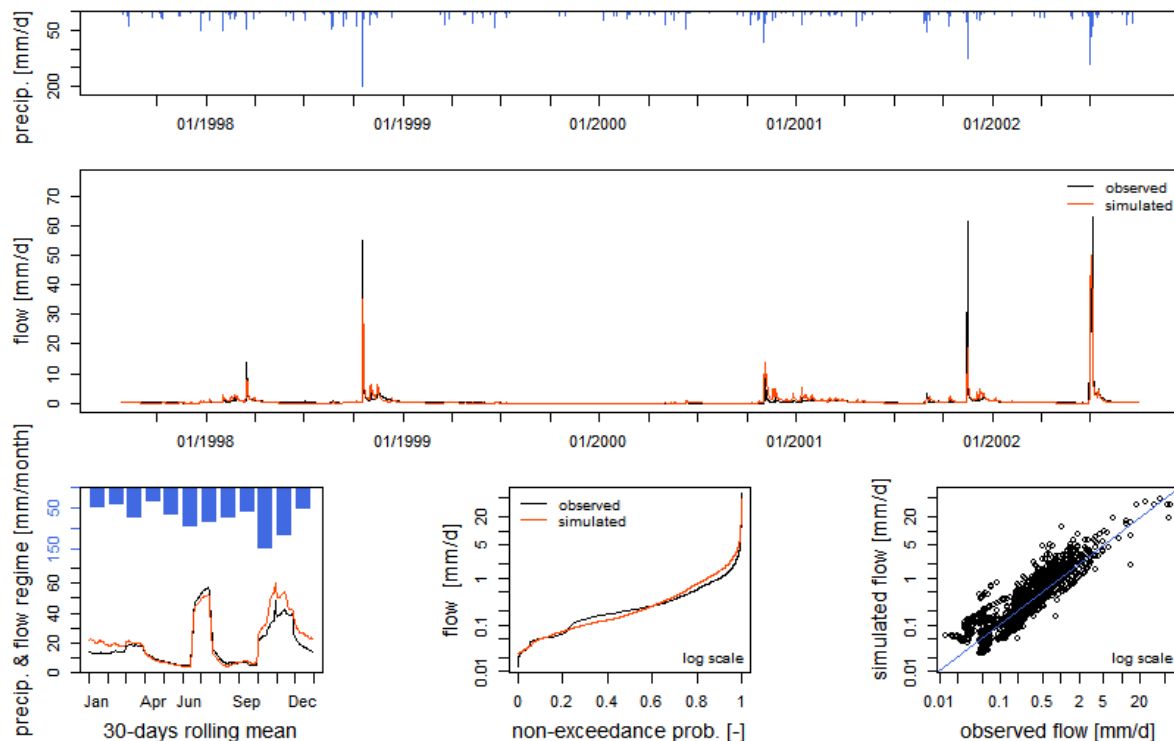 precip. [mm/d]
50
200
01/1998 01/1999 01/2000 01/2001 01/2002
flow [mm/d]
70
60
50
40
30
20
10
0
observed
simulated
01/1998 01/1999 01/2000 01/2001 01/2002
precip. & flow regime [mm/month]
50
150
60
40
20
0
Jan Apr Jun Sep Dec
30-days rolling mean
flow [mm/d]
20
5
1
0.1
0.01
observed
simulated
log scale
0 0.2 0.4 0.6 0.8 1
non-exceedance prob. [-]
simulated flow [mm/d]
20
5
1
0.1
0.01
log scale
0.01 0.1 0.5 2 5 20
observed flow [mm/d]